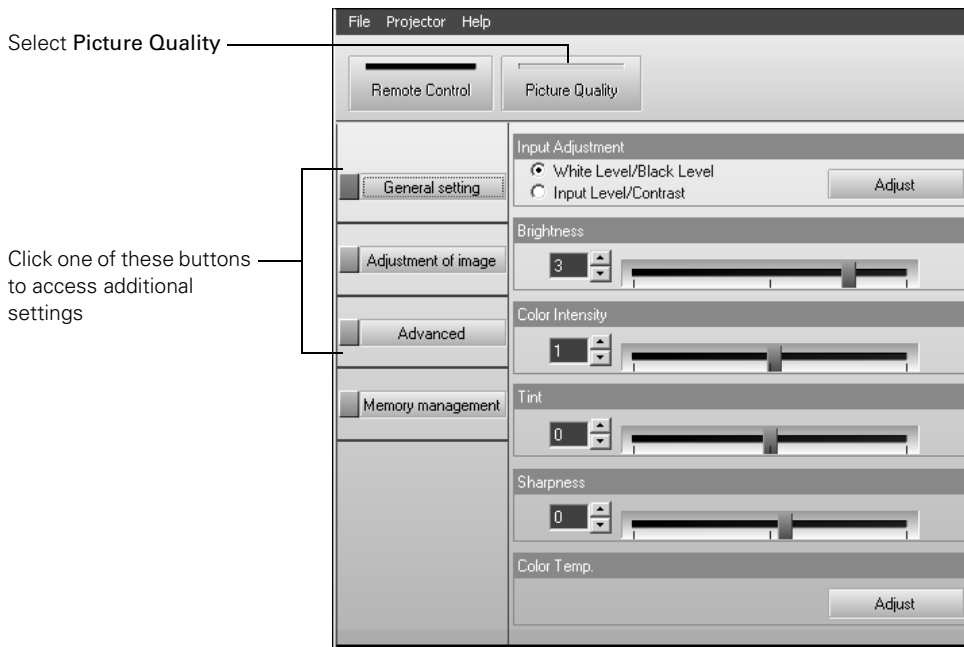 File Projector Help
Select Picture Quality
Remote Control
Picture Quality
Input Adjustment
White Level/Black Level
Input Level/Contrast
Adjust
General setting
Brightness
3
Click one of these buttons
to access additional
settings
Adjustment of image
Color Intensity
1
Advanced
Tint
0
Memory management
Sharpness
0
Color Temp.
Adjust